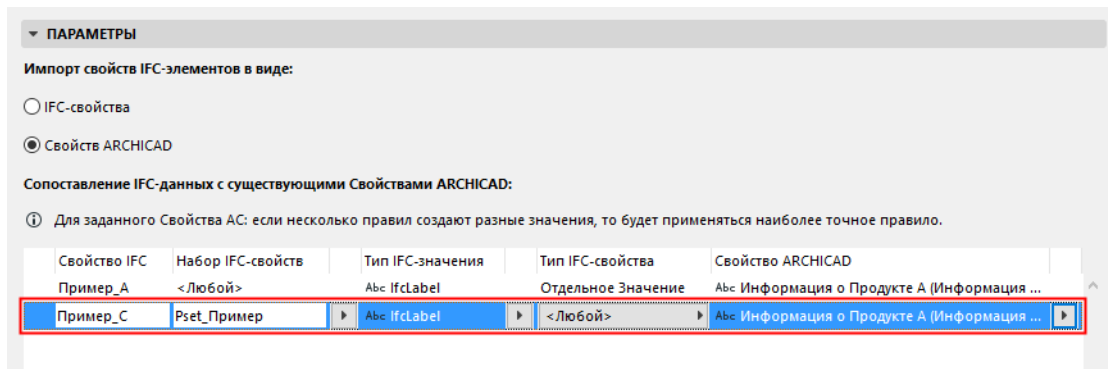 ПАРАМЕТРЫ
Импорт свойств IFC-элементов в виде:
IFC-свойства
Свойств ARCHICAD
Сопоставление IFC-данных с существующими Свойствами ARCHICAD:
Для заданного Свойства AC: если несколько правил создают разные значения, то будет применяться наиболее точное правило.
Свойство IFC Набор IFC-свойств Тип IFC-значения Тип IFC-свойства Свойство ARCHICAD
Пример_A <Любой> Abc IfcLabel Отдельное Значение Abc Информация о Продукте А (Информация ...
Пример_C Pset_Пример Abc IfcLabel <Любой> Abc Информация о Продукте А (Информация ...